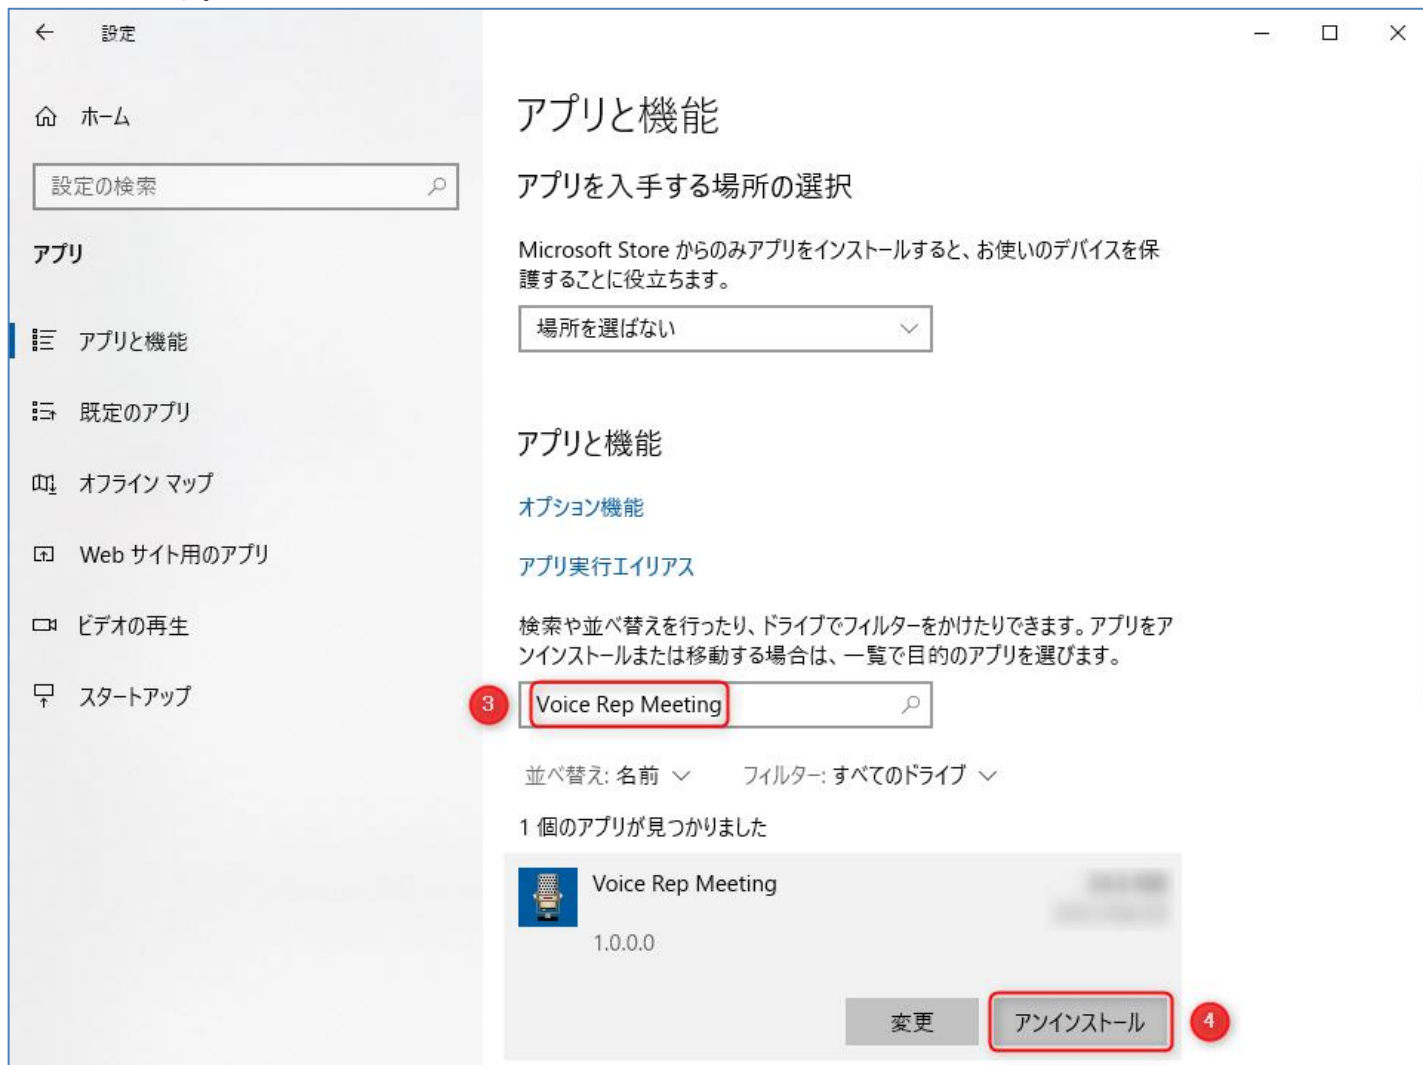 設定
ホーム
設定の検索
アプリ
アプリと機能
既定のアプリ
オフライン マップ
Web サイト用のアプリ
ビデオの再生
スタートアップ
アプリと機能
アプリを入手する場所の選択
Microsoft Store からのみアプリをインストールすると、お使いのデバイスを保
護することに役立ちます。
場所を選ばない
アプリと機能
オプション機能
アプリ実行エイリアス
検索や並べ替えを行ったり、ドライブでフィルターをかけたりできます。アプリをア
ンインストールまたは移動する場合は、一覧で目的のアプリを選びます。
3 Voice Rep Meeting
並べ替え: 名前 フィルター: すべてのドライブ
1 個のアプリが見つかりました
Voice Rep Meeting
1.0.0.0
変更 アンインストール 4